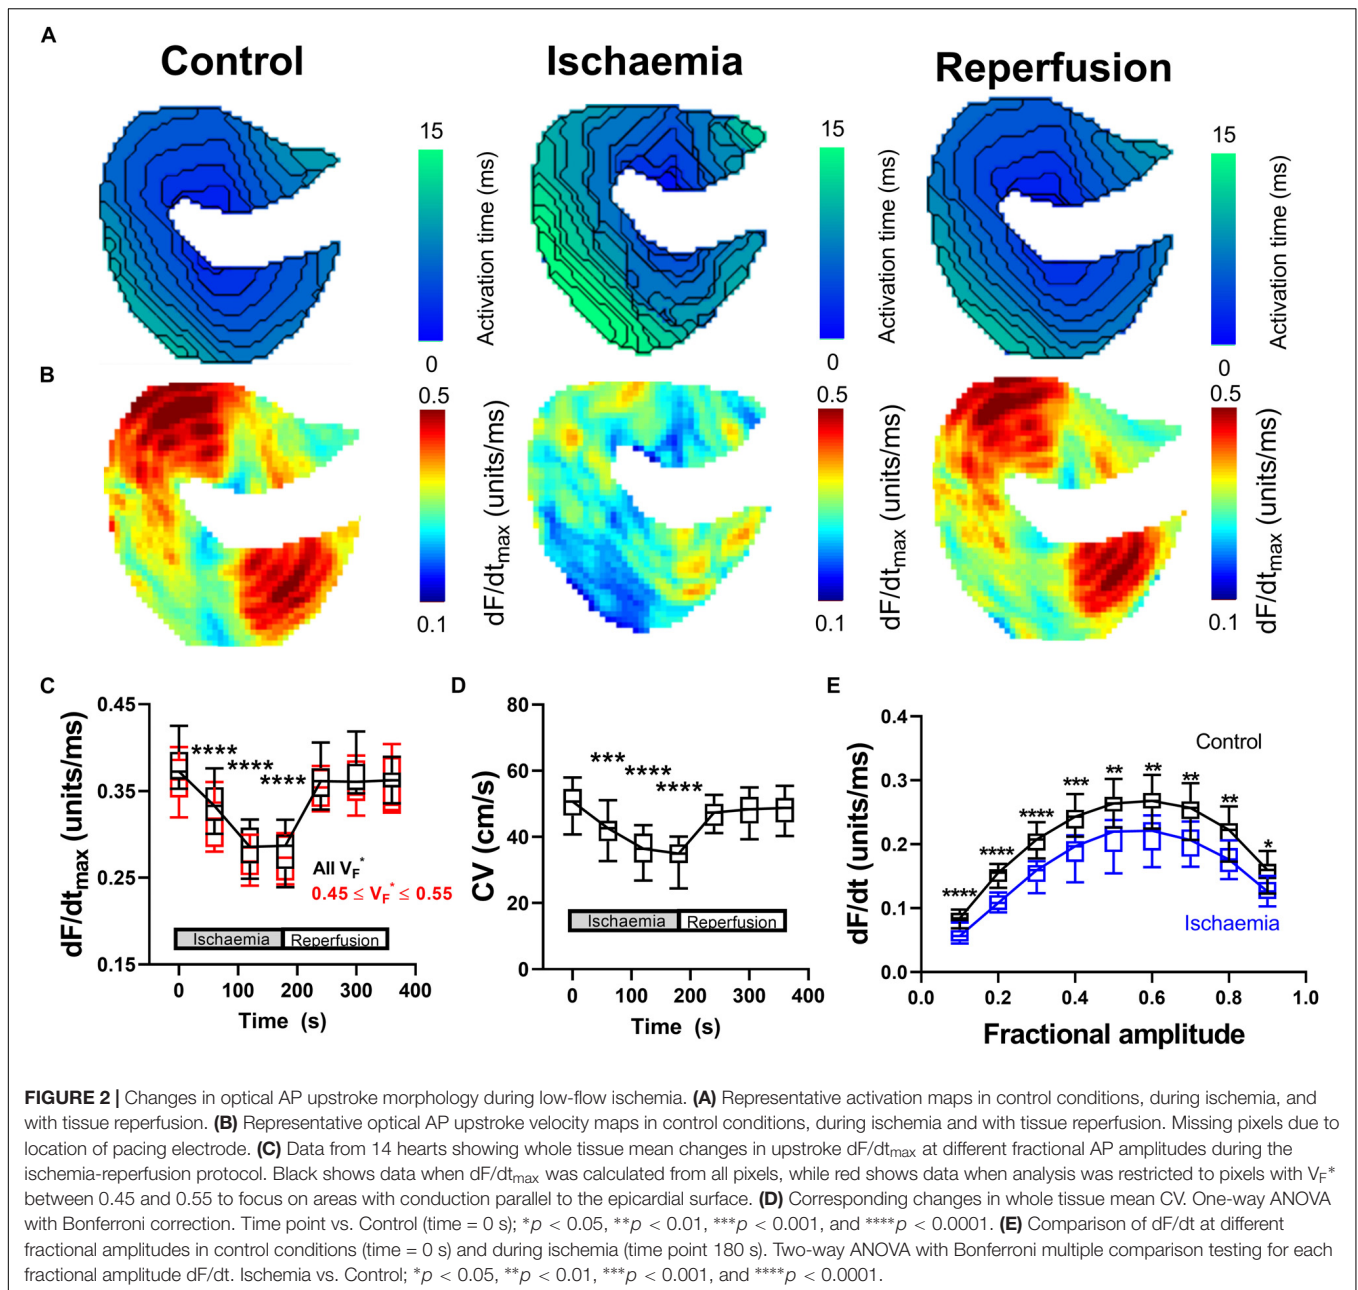 A
Control
Ischaemia
Reperfusion
15
Activation time (ms)
0
15
Activation time (ms)
0
15
Activation time (ms)
0
B
0.5
dF/dtmax (units/ms)
0.1
0.5
dF/dtmax (units/ms)
0.1
0.5
dF/dtmax (units/ms)
0.1
C
dF/dtmax (units/ms)
0.45
0.35
0.25
0.15
****
****
****
All VF*
0.45 ≤ VF* ≤ 0.55
Ischaemia
Reperfusion
0 100 200 300 400
Time (s)
D
CV (cm/s)
80
60
40
20
0
***
****
****
Ischaemia
Reperfusion
0 100 200 300 400
Time (s)
E
dF/dt (units/ms)
0.4
0.3
0.2
0.1
0.0
Control
**** **** **** *** ** ** ** ** *
Ischaemia
0.0 0.2 0.4 0.6 0.8 1.0
Fractional amplitude
FIGURE 2 | Changes in optical AP upstroke morphology during low-flow ischemia. (A) Representative activation maps in control conditions, during ischemia, and
with tissue reperfusion. (B) Representative optical AP upstroke velocity maps in control conditions, during ischemia and with tissue reperfusion. Missing pixels due to
location of pacing electrode. (C) Data from 14 hearts showing whole tissue mean changes in upstroke dF/dtmax at different fractional AP amplitudes during the
ischemia-reperfusion protocol. Black shows data when dF/dtmax was calculated from all pixels, while red shows data when analysis was restricted to pixels with VF*
between 0.45 and 0.55 to focus on areas with conduction parallel to the epicardial surface. (D) Corresponding changes in whole tissue mean CV. One-way ANOVA
with Bonferroni correction. Time point vs. Control (time = 0 s); *p < 0.05, **p < 0.01, ***p < 0.001, and ****p < 0.0001. (E) Comparison of dF/dt at different
fractional amplitudes in control conditions (time = 0 s) and during ischemia (time point 180 s). Two-way ANOVA with Bonferroni multiple comparison testing for each
fractional amplitude dF/dt. Ischemia vs. Control; *p < 0.05, **p < 0.01, ***p < 0.001, and ****p < 0.0001.